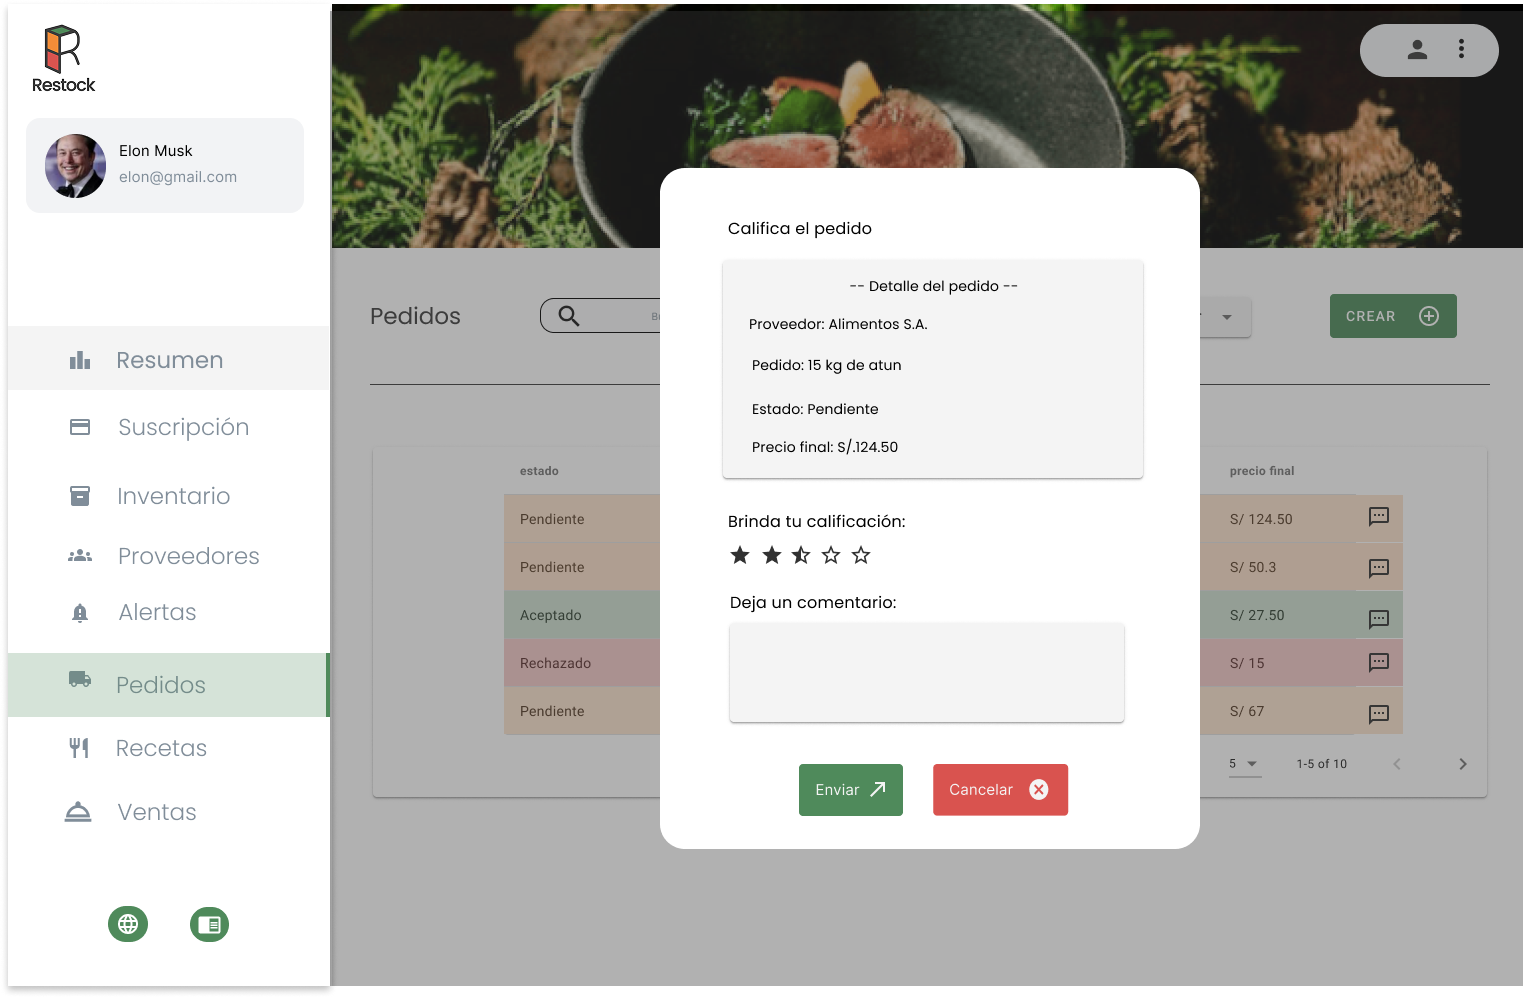 Restock
Elon Musk
elon@gmail.com
Resumen
Suscripción
Inventario
Proveedores
Alertas
Pedidos
Recetas
Ventas
Pedidos
CREAR
estado
precio final
Pendiente
S/ 124.50
Pendiente
S/ 50.3
Aceptado
S/ 27.50
Rechazado
S/ 15
Pendiente
S/ 67
5
1-5 of 10
Califica el pedido
-- Detalle del pedido --
Proveedor: Alimentos S.A.
Pedido: 15 kg de atun
Estado: Pendiente
Precio final: S/.124.50
Brinda tu calificación:
Deja un comentario:
Enviar
Cancelar